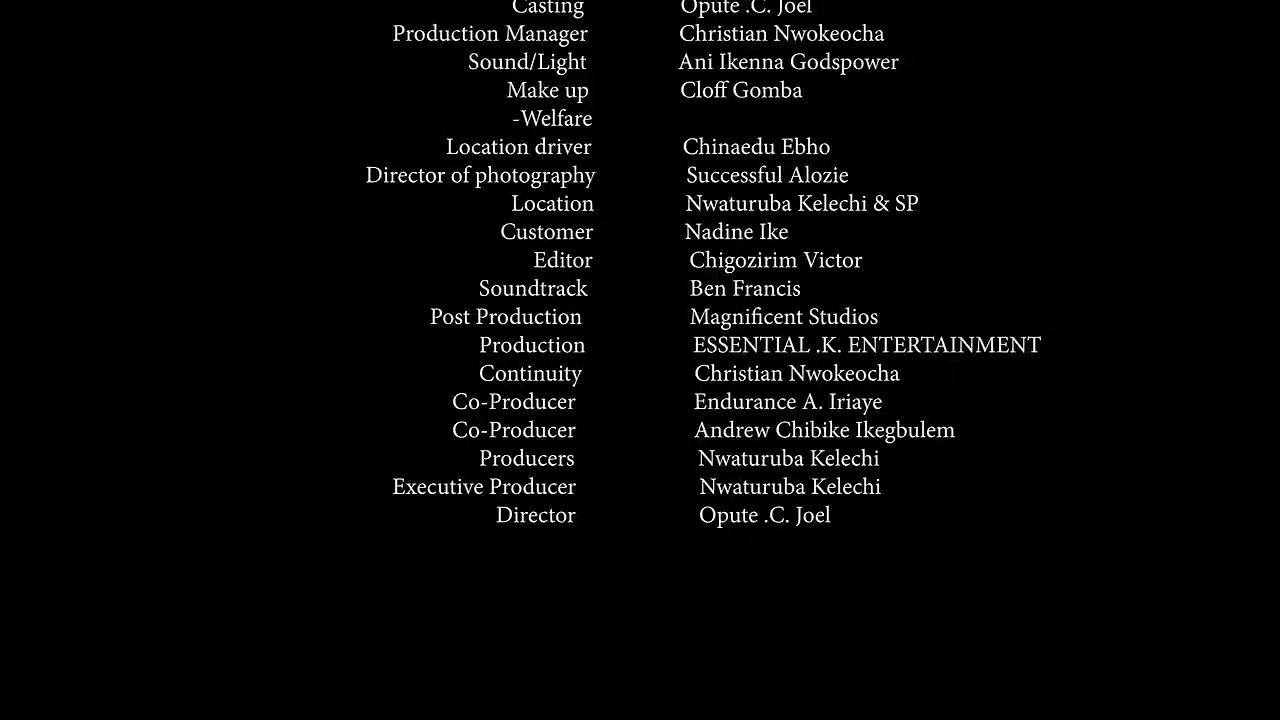 Casting Opute .C. Joel
Production Manager Christian Nwokeocha
Sound/Light Ani Ikenna Godspower
Make up Cloff Gomba
-Welfare
Location driver Chinaedu Ebho
Director of photography Successful Alozie
Location Nwaturuba Kelechi & SP
Customer Nadine Ike
Editor Chigozirim Victor
Soundtrack Ben Francis
Post Production Magnificent Studios
Production ESSENTIAL .K. ENTERTAINMENT
Continuity Christian Nwokeocha
Co-Producer Endurance A. Iriaye
Co-Producer Andrew Chibike Ikegbulem
Producers Nwaturuba Kelechi
Executive Producer Nwaturuba Kelechi
Director Opute .C. Joel